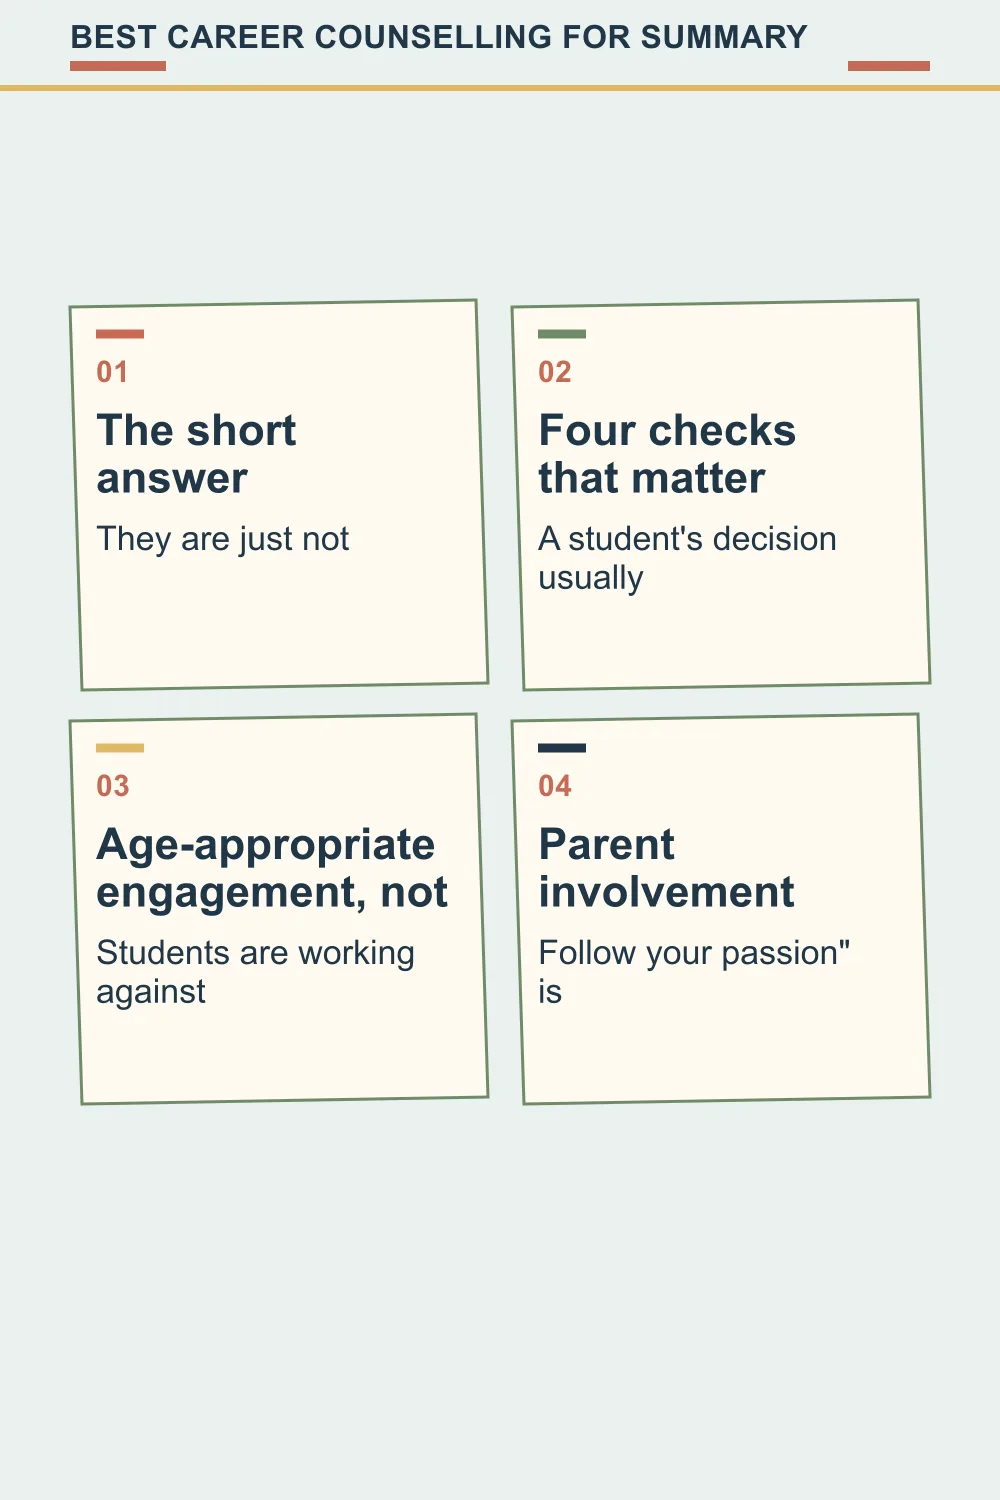 BEST CAREER COUNSELLING FOR SUMMARY
01
The short
answer
They are just not
02
Four checks
that matter
A student's decision
usually
03
Age-appropriate
engagement, not
Students are working
against
04
Parent
involvement
Follow your passion"
is